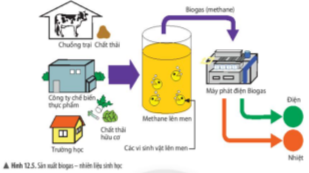 Biogas (methane)
Chuồng trại
Chất thải
Công ty chế biến
thực phẩm
Chất thải
hữu cơ
Trường học
Methane lên men
Các vi sinh vật lên men
Máy phát điện Biogas
Điện
Nhiệt
▲ Hình 12.5. Sản xuất biogas – nhiên liệu sinh học